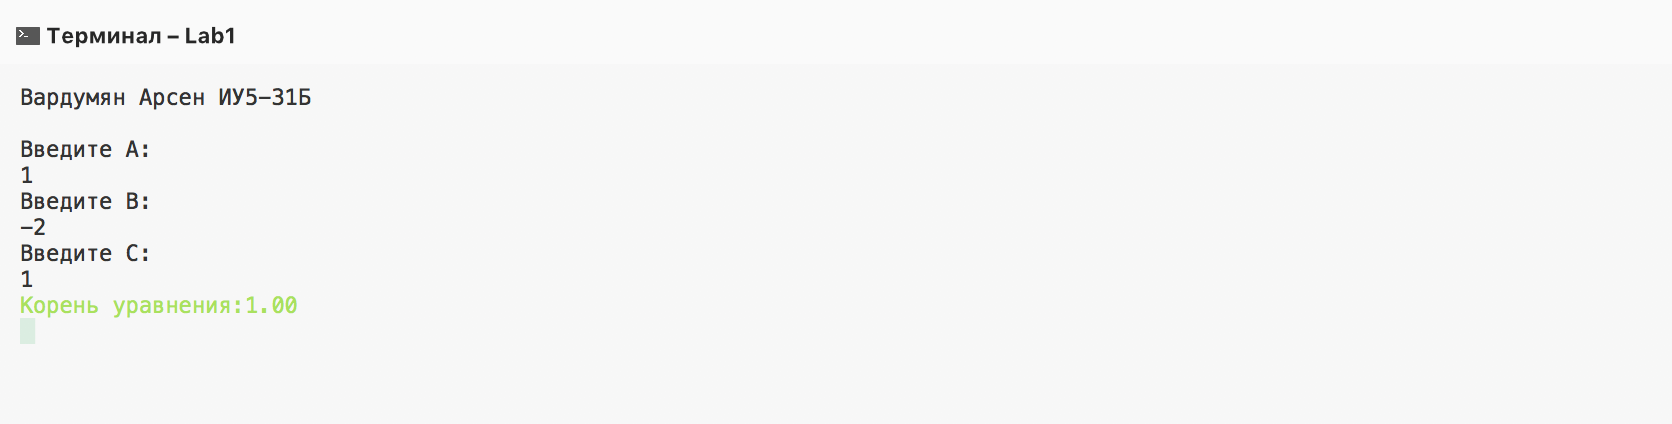 Терминал – Lab1
Вардумян Арсен ИУ5-31Б
Введите A:
1
Введите B:
-2
Введите C:
1
Корень уравнения:1.00